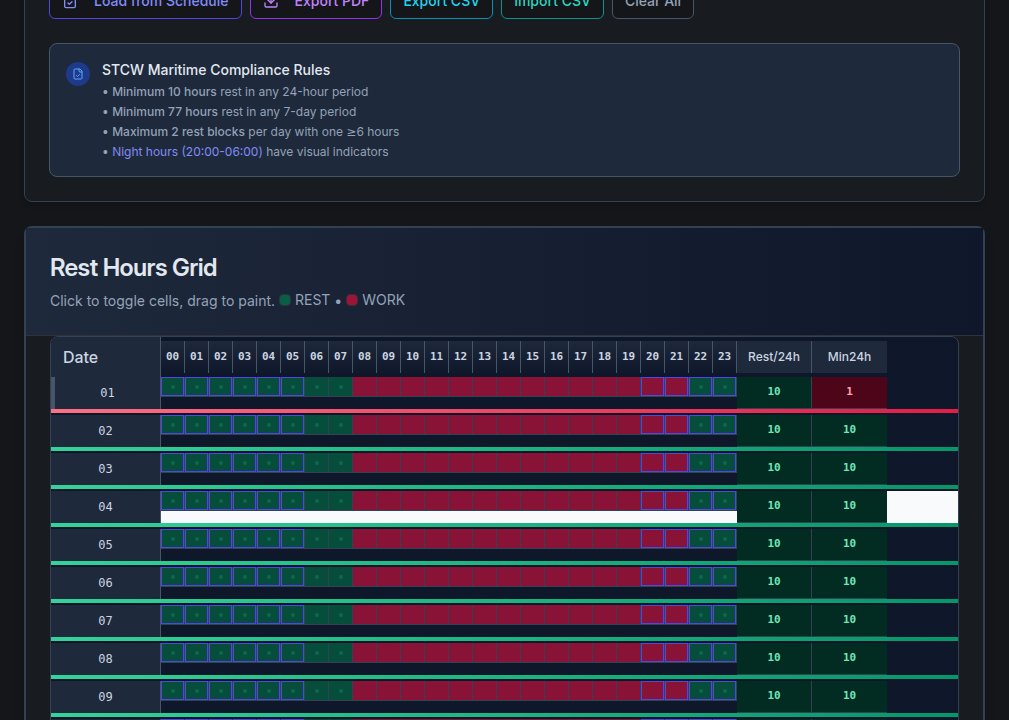 Load from Schedule Export PDF Export CSV Import CSV Clear All
STCW Maritime Compliance Rules
• Minimum 10 hours rest in any 24-hour period
• Minimum 77 hours rest in any 7-day period
• Maximum 2 rest blocks per day with one ≥6 hours
• Night hours (20:00-06:00) have visual indicators
Rest Hours Grid
Click to toggle cells, drag to paint. REST • WORK
Date 00 01 02 03 04 05 06 07 08 09 10 11 12 13 14 15 16 17 18 19 20 21 22 23 Rest/24h Min24h
01 10 1
02 10 10
03 10 10
04 10 10
05 10 10
06 10 10
07 10 10
08 10 10
09 10 10